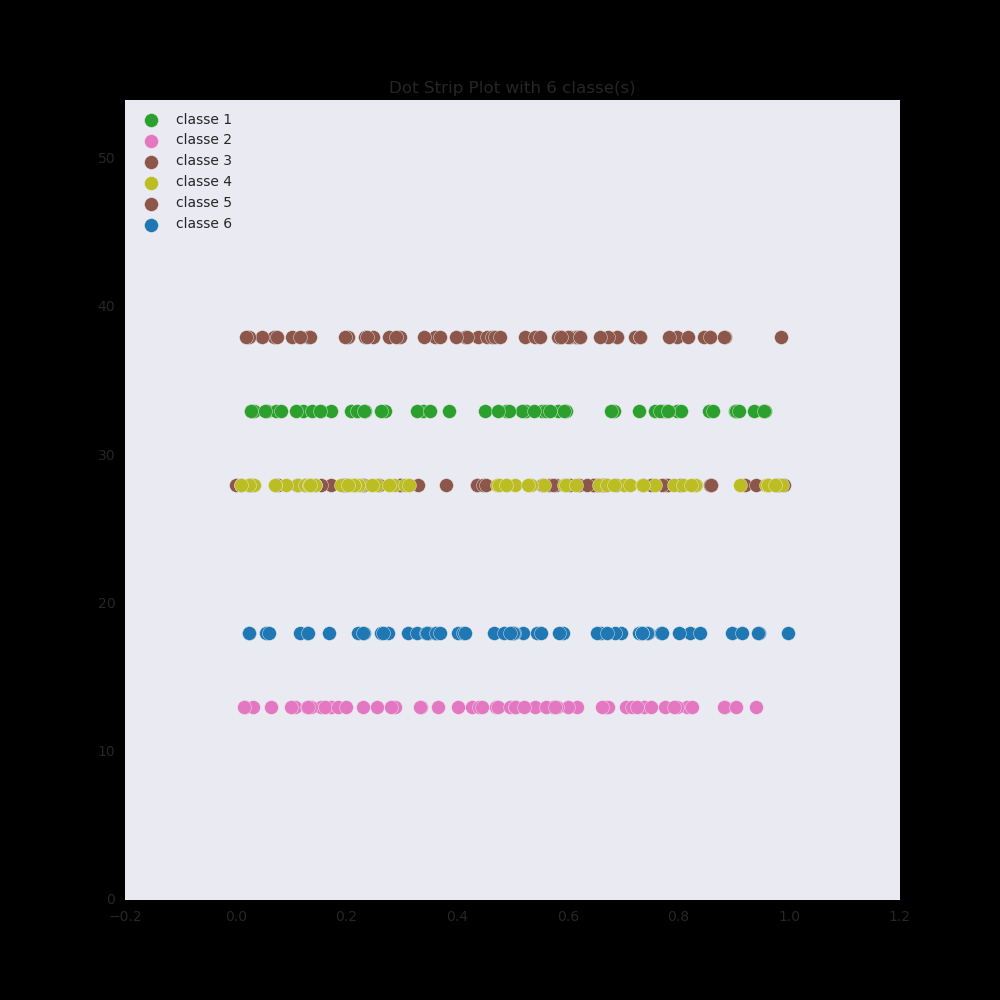 Dot Strip Plot with 6 classe(s)
classe 1
classe 2
classe 3
classe 4
classe 5
classe 6
50
40
30
20
10
0
−0.2 0.0 0.2 0.4 0.6 0.8 1.0 1.2